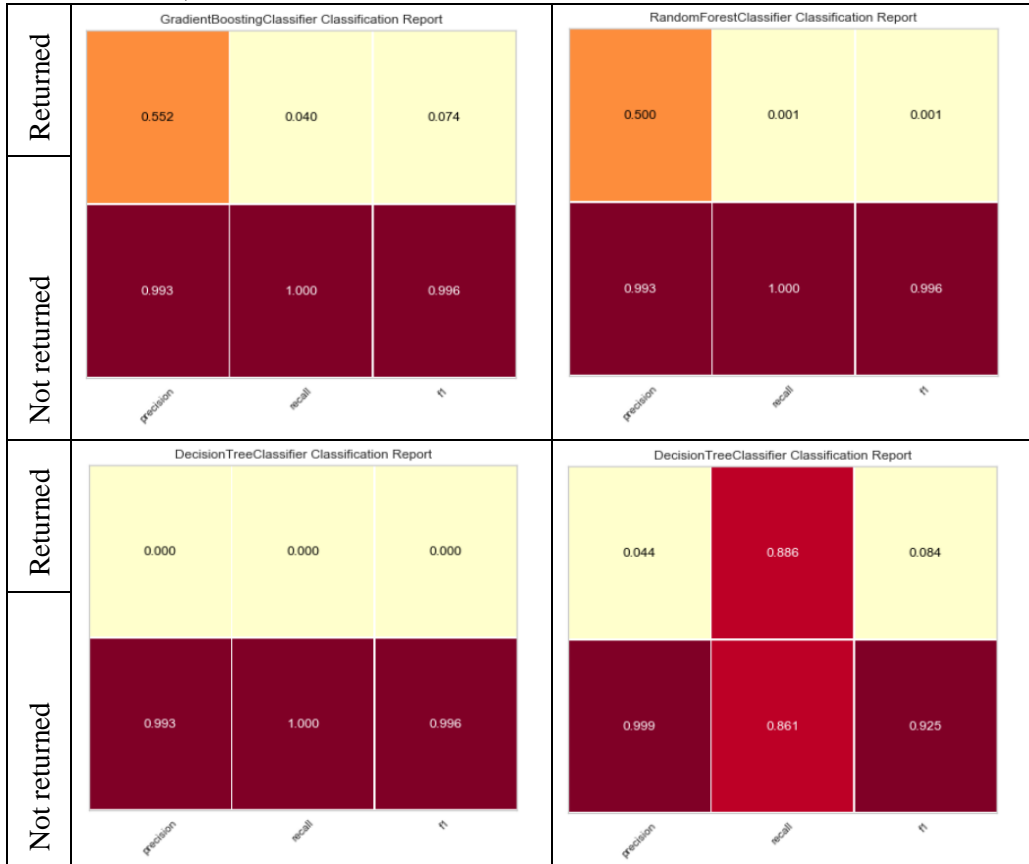 GradientBoostingClassifier Classification Report
Returned
0.552 0.040 0.074
Not returned
0.993 1.000 0.996
precision recall f1
RandomForestClassifier Classification Report
0.500 0.001 0.001
0.993 1.000 0.996
precision recall f1
DecisionTreeClassifier Classification Report
Returned
0.000 0.000 0.000
Not returned
0.993 1.000 0.996
precision recall f1
DecisionTreeClassifier Classification Report
0.044 0.886 0.084
0.999 0.861 0.925
precision recall f1